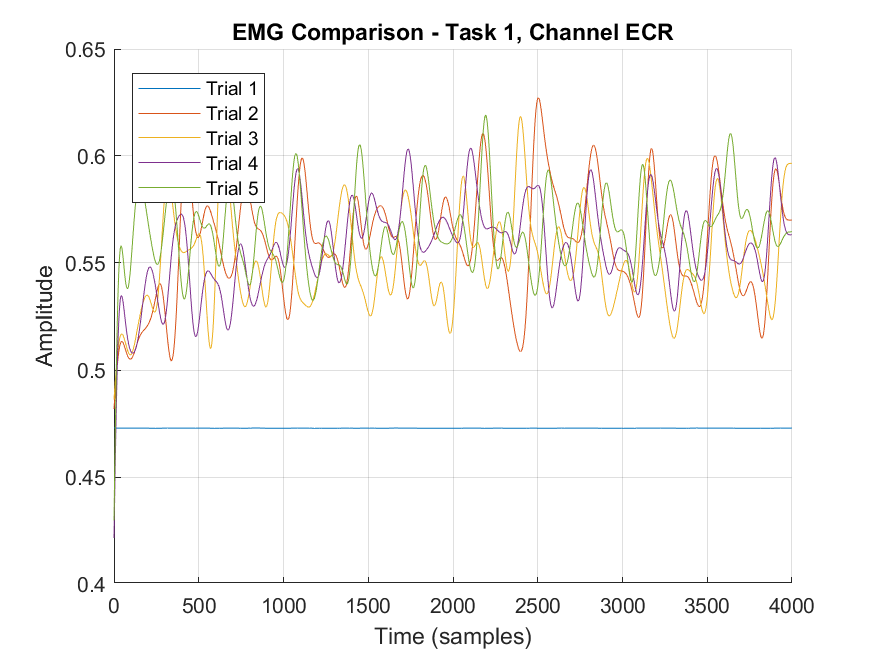 EMG Comparison - Task 1, Channel ECR
0.65
0.6
0.55
0.5
0.45
0.4
Amplitude
Trial 1
Trial 2
Trial 3
Trial 4
Trial 5
0 500 1000 1500 2000 2500 3000 3500 4000
Time (samples)